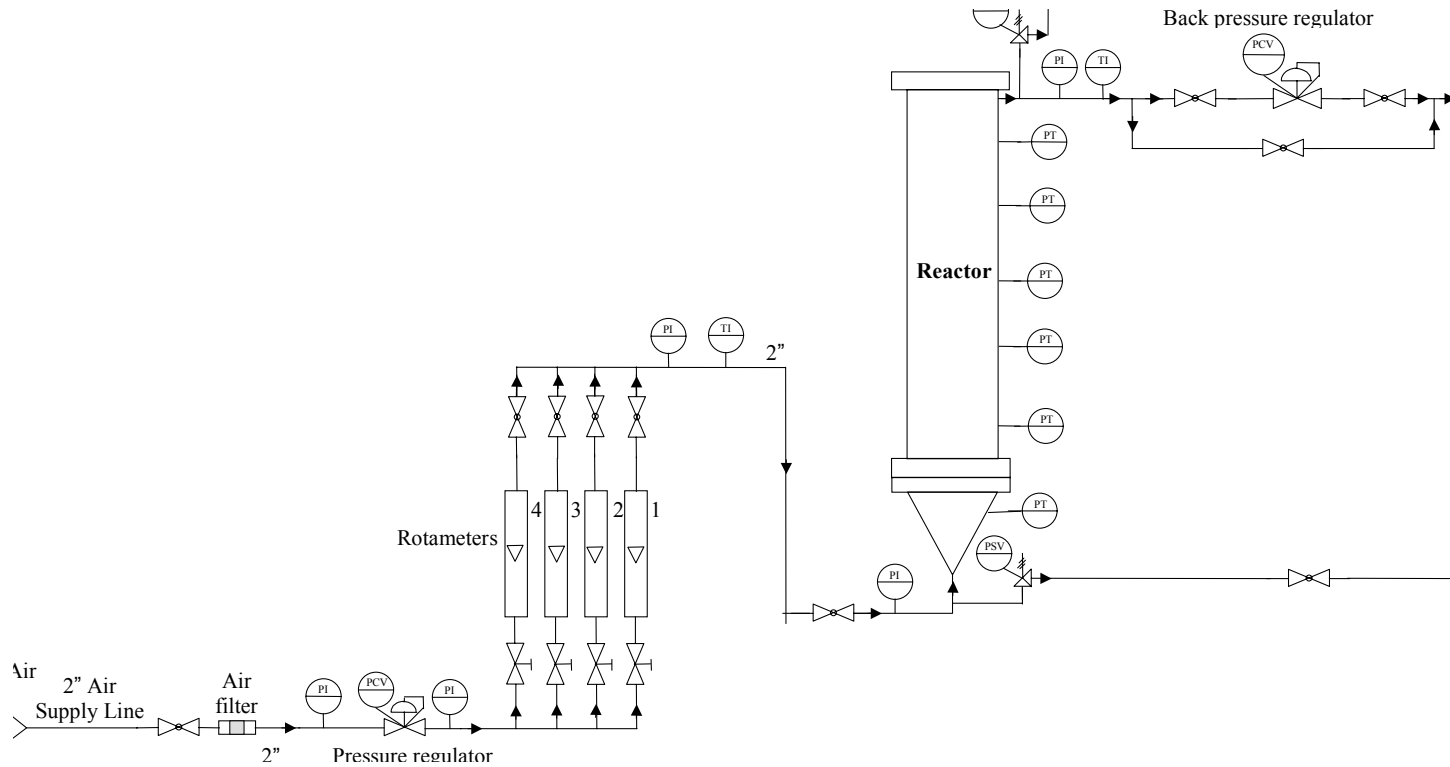 Back pressure regulator
PCV
PI
TI
PT
PT
Reactor
PT
PT
PT
PI
TI
2”
4
3
2
1
Rotameters
PT
PSV
PI
Air
2” Air
Supply Line
Air
filter
PI
PCV
PI
2”
Pressure regulator